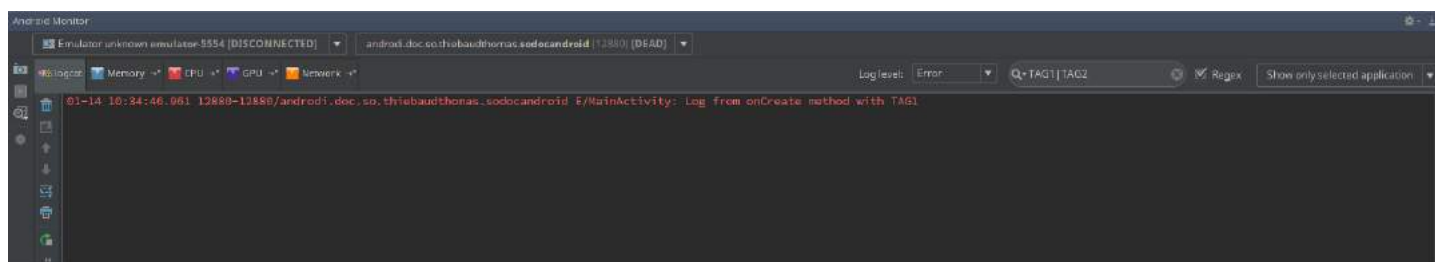 Android Monitor
Emulator unknown emulator-5554 [DISCONNECTED] androdi.doc.so.thiebaudthomas.sodocandroid (12880) [DEAD]
logcat Memory CPU GPU Network Log level: Error TAG1|TAG2 Regex Show only selected application
01-14 10:34:46.961 12880-12880/androdi.doc.so.thiebaudthomas.sodocandroid E/MainActivity: Log from onCreate method with TAG1